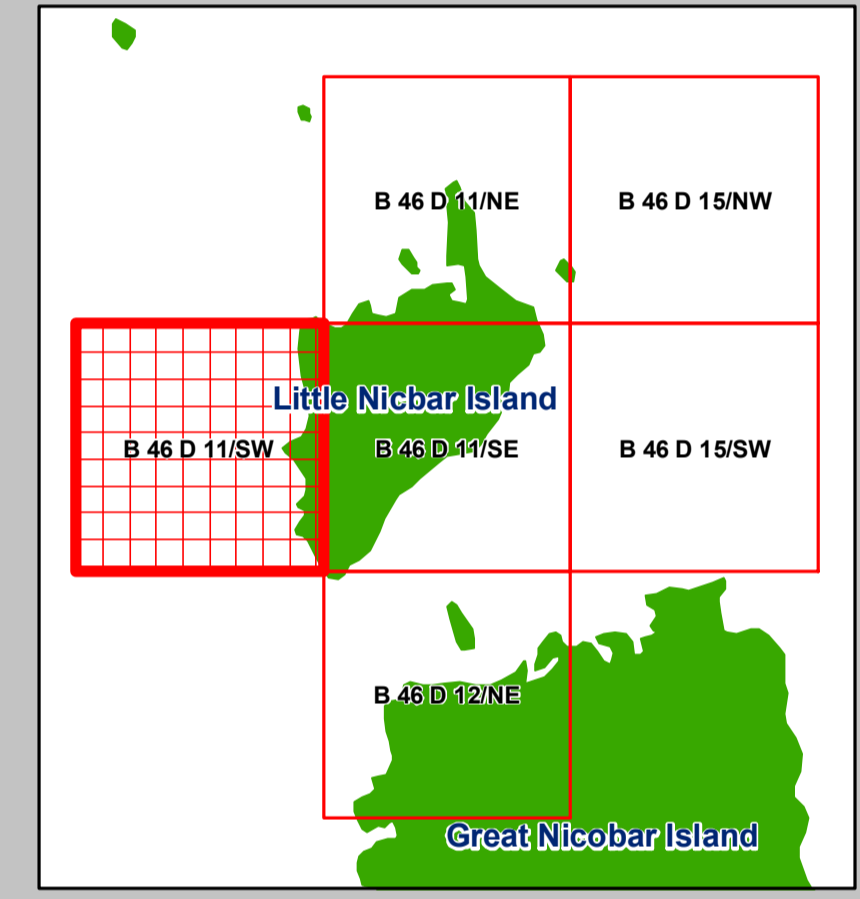 B 46 D 11/NE
B 46 D 15/NW
Little Nicbar Island
B 46 D 11/SW
B 46 D 11/SE
B 46 D 15/SW
B 46 D 12/NE
Great Nicobar Island